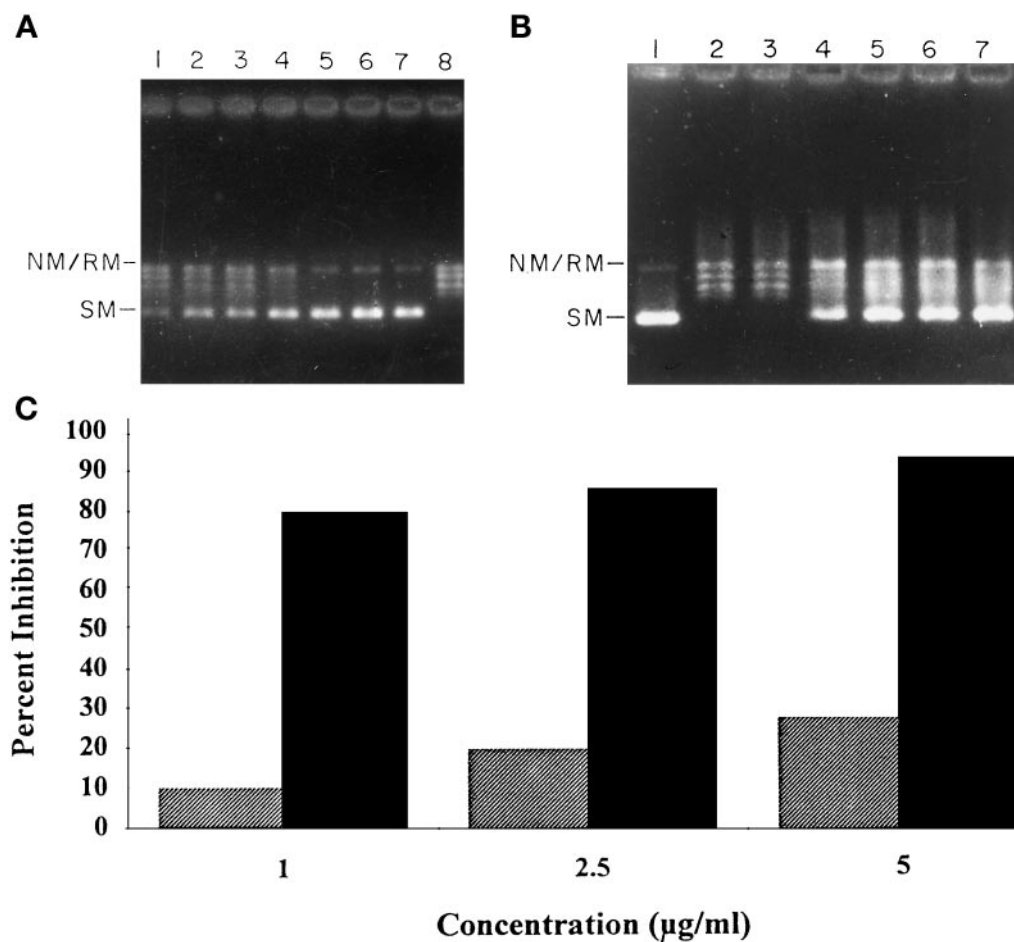 A
1 2 3 4 5 6 7 8
NM/RM
SM
B
1 2 3 4 5 6 7
NM/RM
SM
C
100
90
80
70
60
50
40
30
20
10
0
Percent Inhibition
1 2.5 5
Concentration (µg/ml)